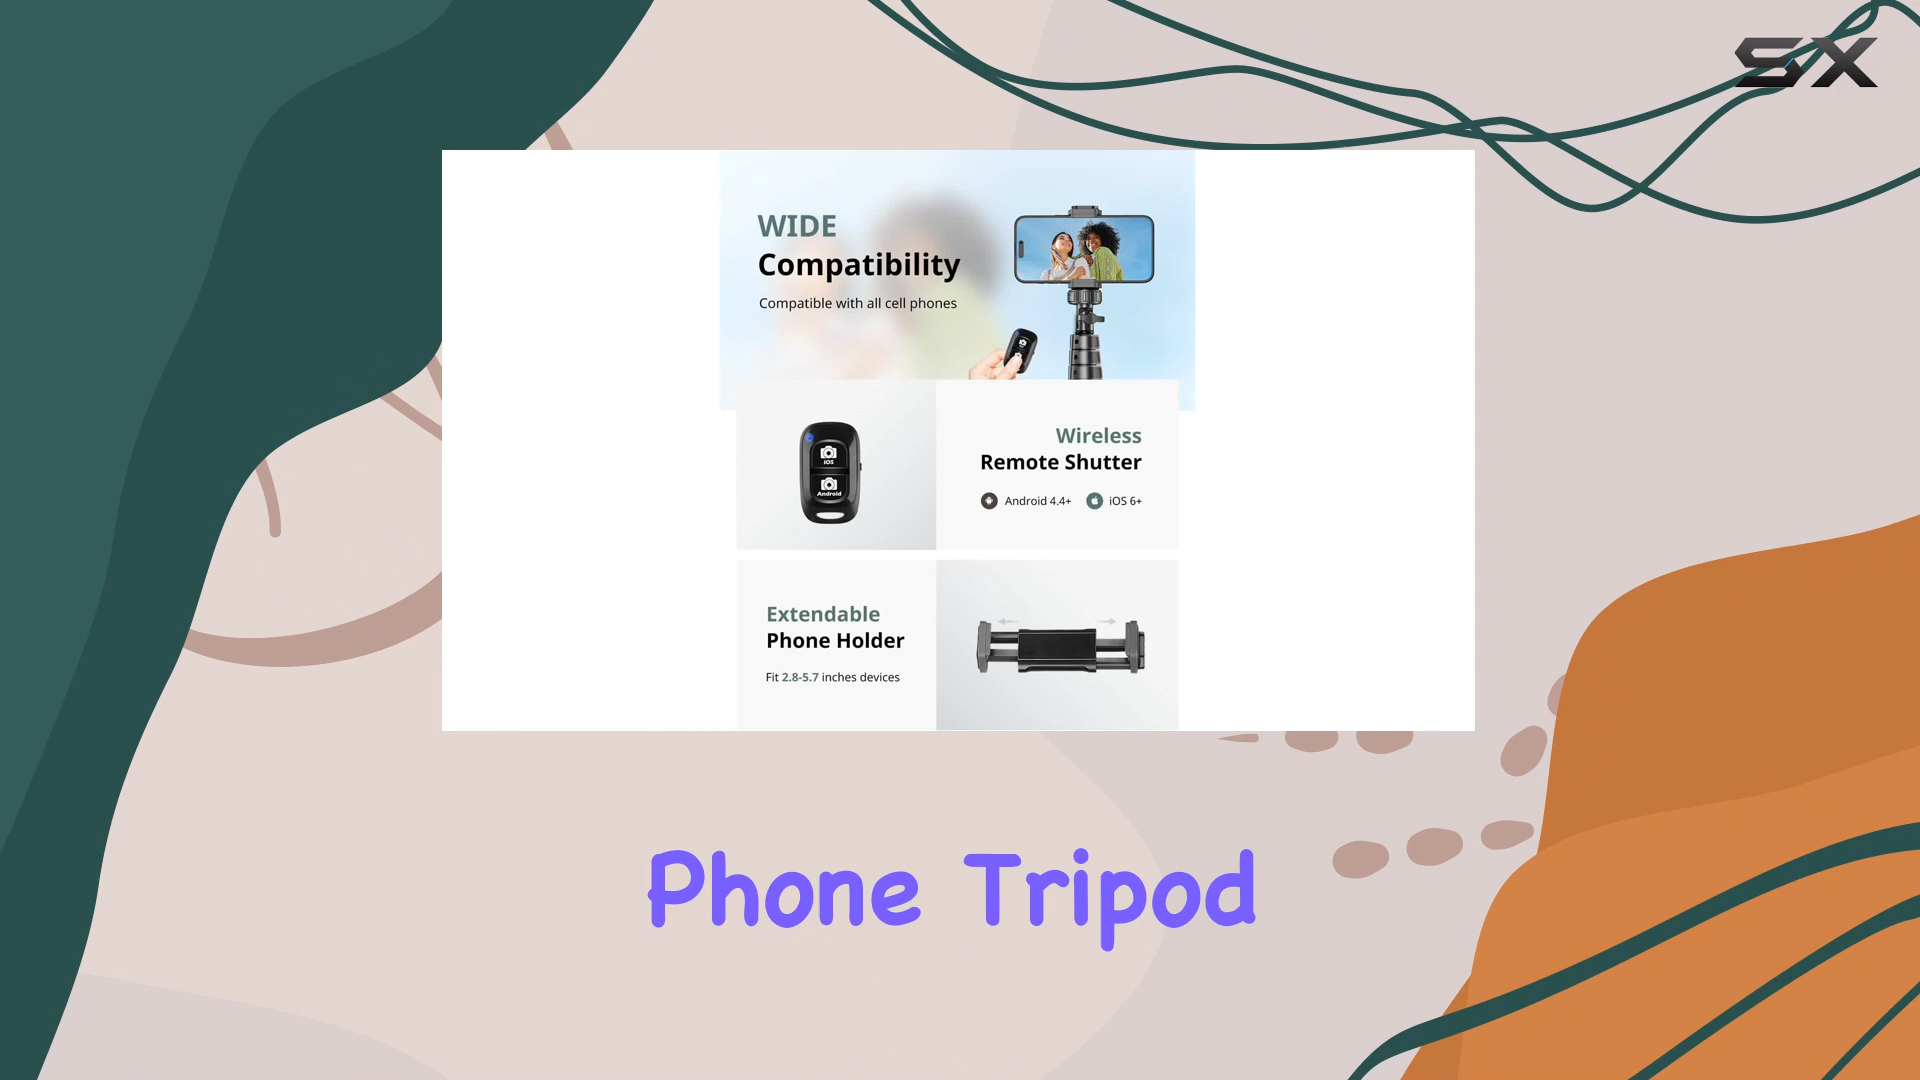 SX
WIDE
Compatibility
Compatible with all cell phones
iOS
Android
Wireless
Remote Shutter
Android 4.4+ iOS 6+
Extendable
Phone Holder
Fit 2.8-5.7 inches devices
Phone Tripod